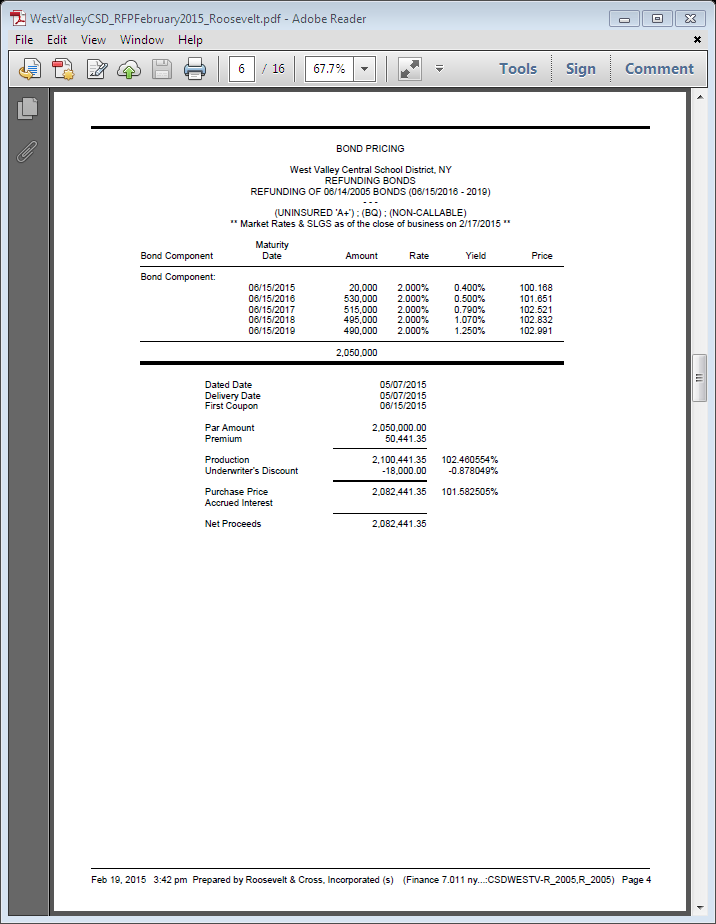 WestValleyCSD_RFPFebruary2015_Roosevelt.pdf - Adobe Reader
File Edit View Window Help
6 / 16 67.7% Tools Sign Comment
BOND PRICING
West Valley Central School District, NY
REFUNDING BONDS
REFUNDING OF 06/14/2005 BONDS (06/15/2016 - 2019)
- - -
(UNINSURED 'A+') ; (BQ) ; (NON-CALLABLE)
** Market Rates & SLGS as of the close of business on 2/17/2015 **
Maturity
Bond Component Date Amount Rate Yield Price
Bond Component:
06/15/2015 20,000 2.000% 0.400% 100.168
06/15/2016 530,000 2.000% 0.500% 101.651
06/15/2017 515,000 2.000% 0.790% 102.521
06/15/2018 495,000 2.000% 1.070% 102.832
06/15/2019 490,000 2.000% 1.250% 102.991
2,050,000
Dated Date 05/07/2015
Delivery Date 05/07/2015
First Coupon 06/15/2015
Par Amount 2,050,000.00
Premium 50,441.35
Production 2,100,441.35 102.460554%
Underwriter's Discount -18,000.00 -0.878049%
Purchase Price 2,082,441.35 101.582505%
Accrued Interest
Net Proceeds 2,082,441.35
Feb 19, 2015 3:42 pm Prepared by Roosevelt & Cross, Incorporated (s) (Finance 7.011 ny...:CSDWESTV-R_2005,R_2005) Page 4